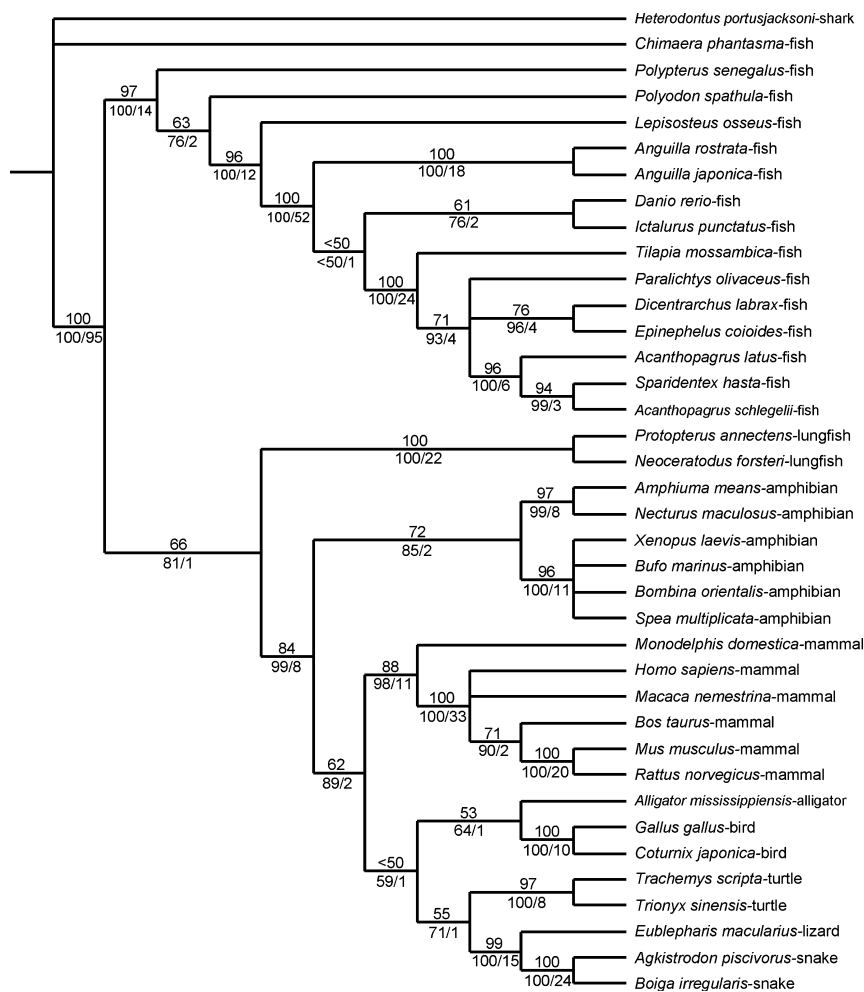 Heterodontus portusjacksoni-shark
Chimaera phantasma-fish
Polypterus senegalus-fish
97
100/14
Polyodon spathula-fish
63
76/2
Lepisosteus osseus-fish
96
100/12
Anguilla rostrata-fish
100
100/18
Anguilla japonica-fish
100
100/52
Danio rerio-fish
61
76/2
Ictalurus punctatus-fish
<50
<50/1
Tilapia mossambica-fish
100
100/24
Paralichtys olivaceus-fish
Dicentrarchus labrax-fish
76
96/4
Epinephelus coioides-fish
71
93/4
100
100/95
Acanthopagrus latus-fish
96
100/6
Sparidentex hasta-fish
94
99/3
Acanthopagrus schlegelii-fish
Protopterus annectens-lungfish
100
100/22
Neoceratodus forsteri-lungfish
Amphiuma means-amphibian
97
99/8
Necturus maculosus-amphibian
72
85/2
Xenopus laevis-amphibian
66
81/1
Bufo marinus-amphibian
96
100/11
Bombina orientalis-amphibian
Spea multiplicata-amphibian
84
99/8
Monodelphis domestica-mammal
88
98/11
Homo sapiens-mammal
100
100/33
Macaca nemestrina-mammal
Bos taurus-mammal
71
90/2
Mus musculus-mammal
100
100/20
Rattus norvegicus-mammal
62
89/2
Alligator mississippiensis-alligator
53
64/1
Gallus gallus-bird
100
100/10
Coturnix japonica-bird
<50
59/1
Trachemys scripta-turtle
97
100/8
Trionyx sinensis-turtle
55
71/1
Eublepharis macularius-lizard
99
100/15
Agkistrodon piscivorus-snake
100
100/24
Boiga irregularis-snake